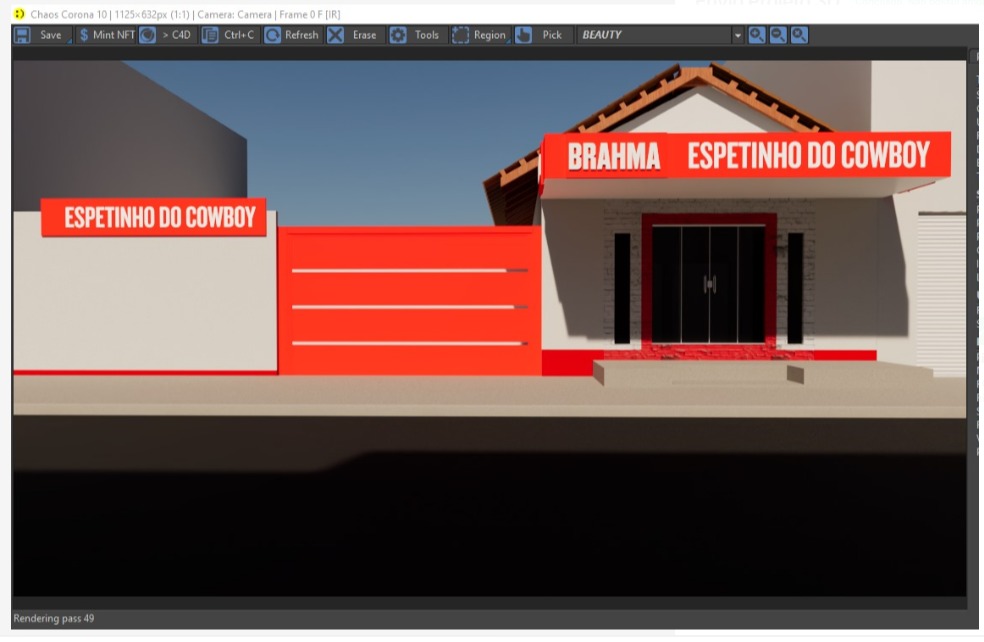 Chaos Corona 10 | 1125×632px (1:1) | Camera: Camera | Frame 0 F [IR]
Save $ Mint NFT > C4D Ctrl+C Refresh Erase Tools Region Pick BEAUTY
BRAHMA ESPETINHO DO COWBOY
ESPETINHO DO COWBOY
Rendering pass 49